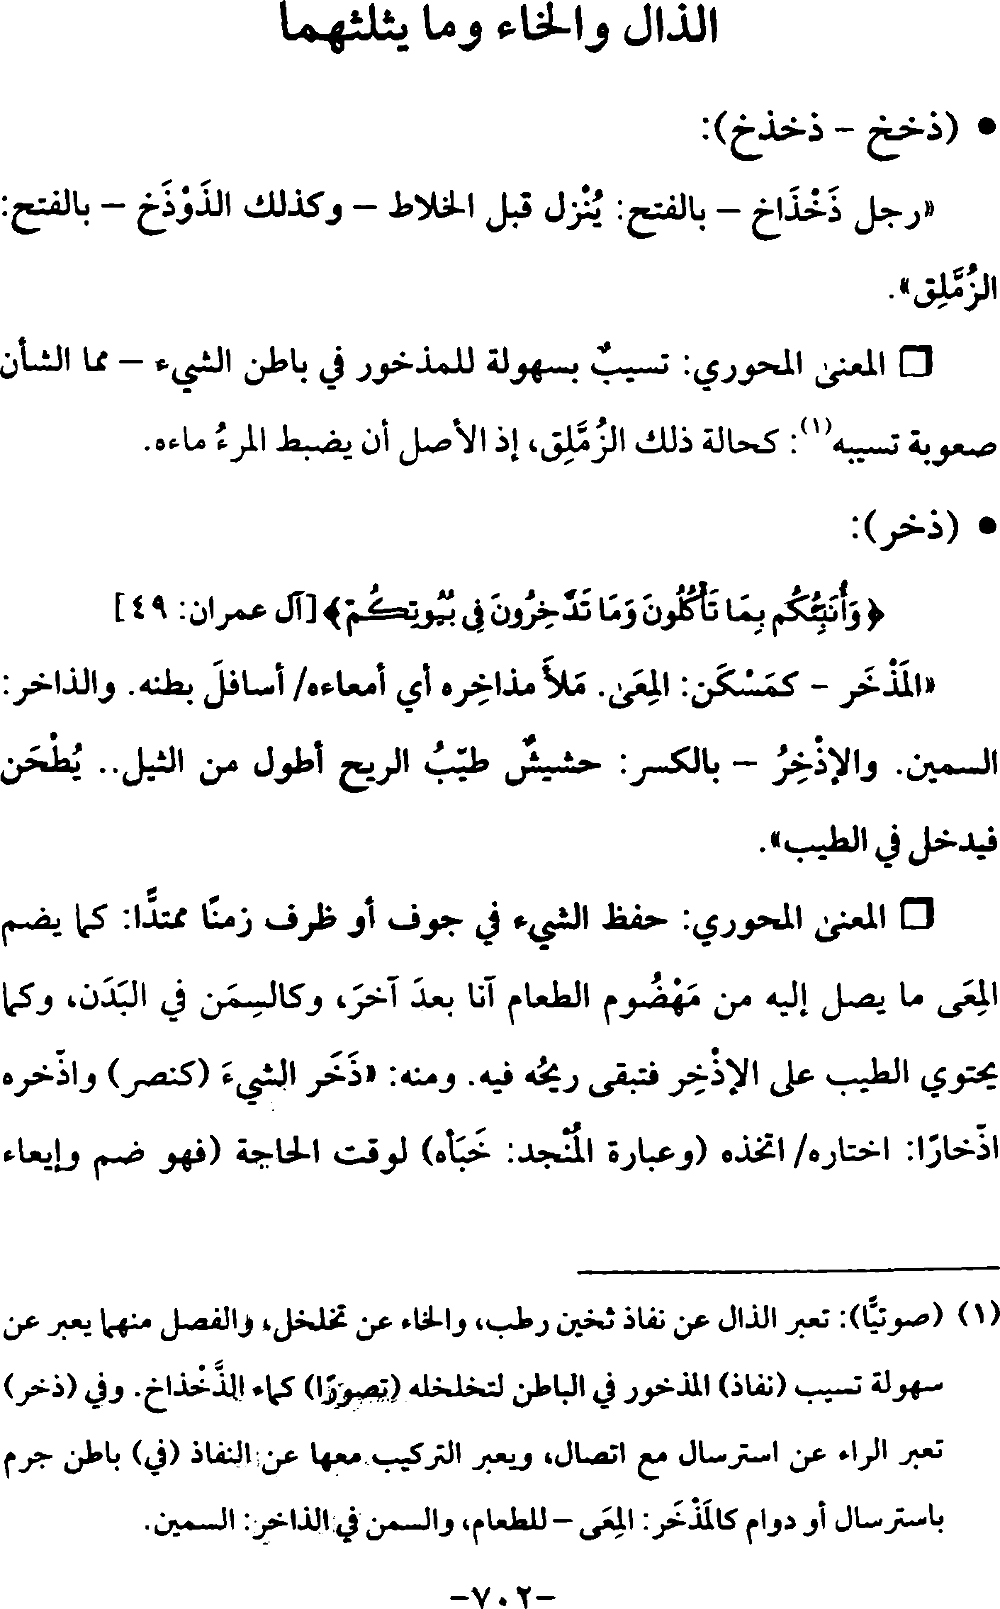 الذال والخاء وما يثلثهما
• (ذخخ – ذخذخ):
«رجل ذَخْذَاخ – بالفتح: يُنْزل قبل الخلاط – وكذلك الذَوْذَخ – بالفتح:
الزُمَّلِق».
□ المعنى المحوري: تسيبٌ بسهولة للمذخور في باطن الشيء – مما الشأن
صعوبة تسيبه(١): كحالة ذلك الزُمَّلِق، إذ الأصل أن يضبط المرءُ ماءه.
• (ذخر):
﴿وَأُنَبِّئُكُم بِمَا تَأْكُلُونَ وَمَا تَدَّخِرُونَ فِي بُيُوتِكُمْ﴾ [آل عمران: ٤٩]
«المَذْخَر – كمَسْكَن: المِعَى. مَلأَ مذاخِره أي أمعاءه/ أسافلَ بطنه. والذاخر:
السمين. والإذْخِرُ – بالكسر: حشيشٌ طيّبُ الريح أطول من الثيل.. يُطْحَن
فيدخل في الطيب».
□ المعنى المحوري: حفظ الشيء في جوف أو ظرف زمنًا ممتدًّا: كما يضم
المِعَى ما يصل إليه من مَهْضُوم الطعام آنا بعدَ آخرَ، وكالسِمَن في البَدَن، وكما
يحتوي الطيب على الإذْخِر فتبقى ريحُه فيه. ومنه: «ذَخَر الشيءَ (كنصر) واذّخره
اذّخارًا: اختاره/ اتخذه (وعبارة المُنْجد: خَبَأه) لوقت الحاجة (فهو ضم وإيعاء
(١) (صوتيًّا): تعبر الذال عن نفاذ ثخين رطب، والخاء عن تخلخل، والفصل منهما يعبر عن
سهولة تسيب (نفاذ) المذخور في الباطن لتخلخله (تصورًا) كماء الذَّخْذاخ. وفي (ذخر)
تعبر الراء عن استرسال مع اتصال، ويعبر التركيب معها عن النفاذ (في) باطن جرم
باسترسال أو دوام كالمَذْخَر: المِعَى – للطعام، والسمن في الذاخر: السمين.
-٧٠٢-